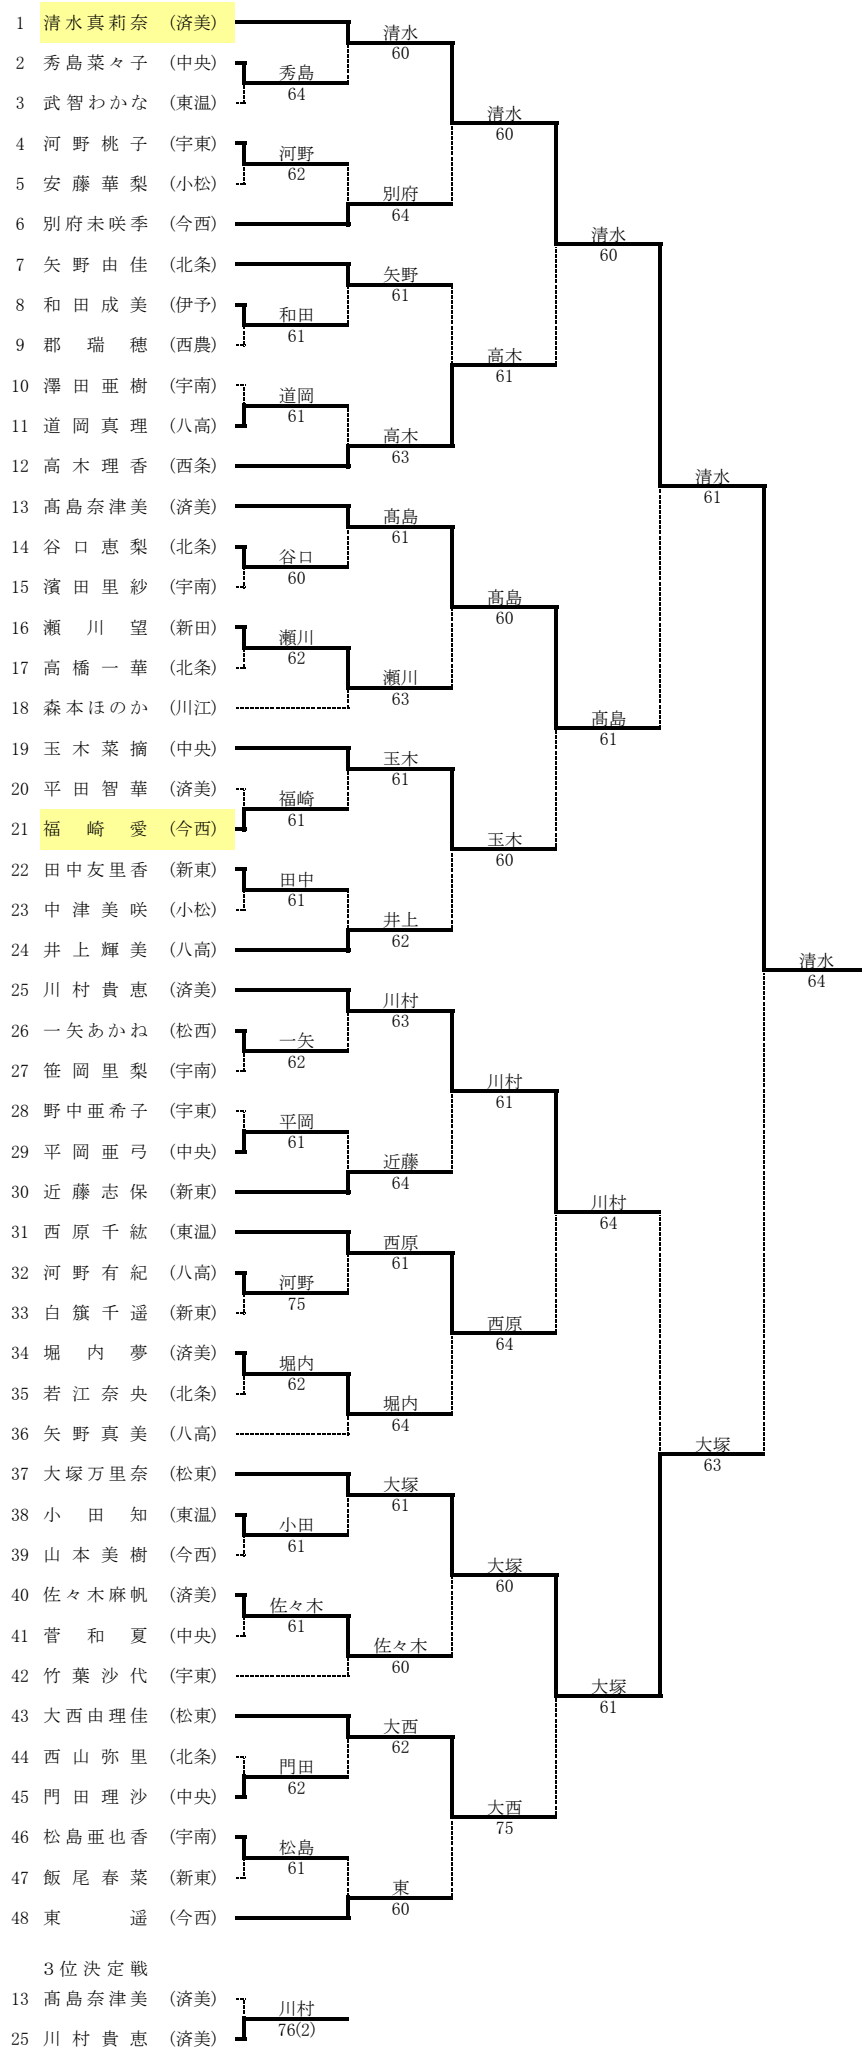 1 清水真莉奈 (済美)
清水
60
2 秀島菜々子 (中央)
秀島
64
3 武智わかな (東温)
清水
60
4 河野桃子 (宇東)
河野
62
5 安藤華梨 (小松)
別府
64
6 別府未咲季 (今西)
清水
60
7 矢野由佳 (北条)
矢野
61
8 和田成美 (伊予)
和田
61
9 郡瑞穂 (西農)
高木
61
10 澤田亜樹 (宇南)
道岡
61
11 道岡真理 (八高)
高木
63
12 高木理香 (西条)
清水
61
13 髙島奈津美 (済美)
髙島
61
14 谷口恵梨 (北条)
谷口
60
15 濱田里紗 (宇南)
髙島
60
16 瀬川望 (新田)
瀬川
62
17 高橋一華 (北条)
瀬川
63
18 森本ほのか (川江)
髙島
61
19 玉木菜摘 (中央)
玉木
61
20 平田智華 (済美)
福崎
61
21 福崎愛 (今西)
玉木
60
22 田中友里香 (新東)
田中
61
23 中津美咲 (小松)
井上
62
24 井上輝美 (八高)
清水
64
25 川村貴恵 (済美)
川村
63
26 一矢あかね (松西)
一矢
62
27 笹岡里梨 (宇南)
川村
61
28 野中亜希子 (宇東)
平岡
61
29 平岡亜弓 (中央)
近藤
64
30 近藤志保 (新東)
川村
64
31 西原千紘 (東温)
西原
61
32 河野有紀 (八高)
河野
75
33 白籏千遥 (新東)
西原
64
34 堀内夢 (済美)
堀内
62
35 若江奈央 (北条)
堀内
64
36 矢野真美 (八高)
大塚
63
37 大塚万里奈 (松東)
大塚
61
38 小田知 (東温)
小田
61
39 山本美樹 (今西)
大塚
60
40 佐々木麻帆 (済美)
佐々木
61
41 菅和夏 (中央)
佐々木
60
42 竹葉沙代 (宇東)
大塚
61
43 大西由理佳 (松東)
大西
62
44 西山弥里 (北条)
門田
62
45 門田理沙 (中央)
大西
75
46 松島亜也香 (宇南)
松島
61
47 飯尾春菜 (新東)
東
60
48 東遥 (今西)
3位決定戦
13 髙島奈津美 (済美)
川村
76(2)
25 川村貴恵 (済美)